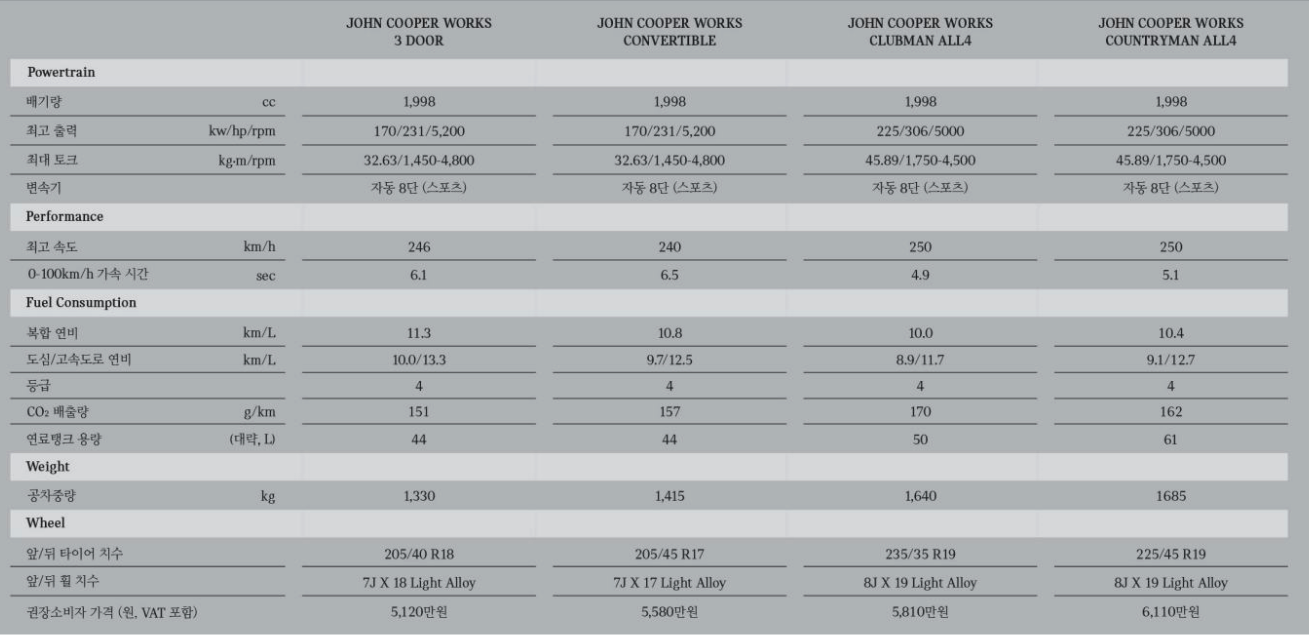 JOHN COOPER WORKS JOHN COOPER WORKS JOHN COOPER WORKS JOHN COOPER WORKS
3 DOOR CONVERTIBLE CLUBMAN ALL4 COUNTRYMAN ALL4
Powertrain
배기량 cc 1,998 1,998 1,998 1,998
최고 출력 kw/hp/rpm 170/231/5,200 170/231/5,200 225/306/5000 225/306/5000
최대 토크 kg·m/rpm 32.63/1,450-4,800 32.63/1,450-4,800 45.89/1,750-4,500 45.89/1,750-4,500
변속기 자동 8단 (스포츠) 자동 8단 (스포츠) 자동 8단 (스포츠) 자동 8단 (스포츠)
Performance
최고 속도 km/h 246 240 250 250
0-100km/h 가속 시간 sec 6.1 6.5 4.9 5.1
Fuel Consumption
복합 연비 km/L 11.3 10.8 10.0 10.4
도심/고속도로 연비 km/L 10.0/13.3 9.7/12.5 8.9/11.7 9.1/12.7
등급 4 4 4 4
CO₂ 배출량 g/km 151 157 170 162
연료탱크 용량 (대략, L) 44 44 50 61
Weight
공차중량 kg 1,330 1,415 1,640 1685
Wheel
앞/뒤 타이어 치수 205/40 R18 205/45 R17 235/35 R19 225/45 R19
앞/뒤 휠 치수 7J X 18 Light Alloy 7J X 17 Light Alloy 8J X 19 Light Alloy 8J X 19 Light Alloy
권장소비자 가격 (원, VAT 포함) 5,120만원 5,580만원 5,810만원 6,110만원